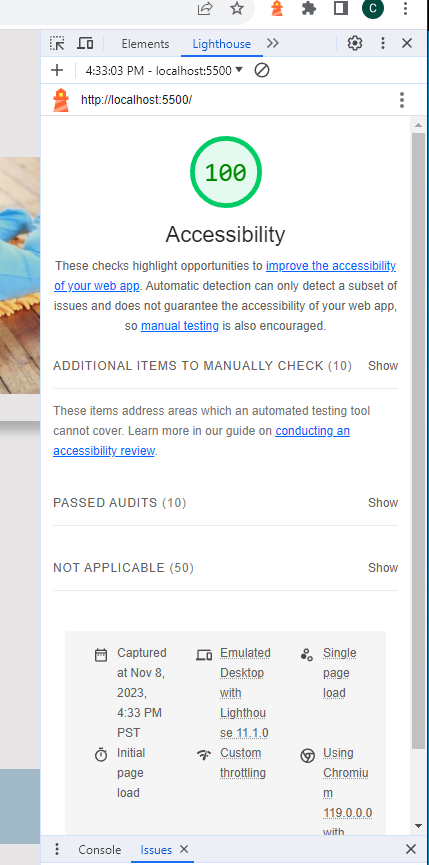 C
Elements Lighthouse
4:33:03 PM - localhost:5500
http://localhost:5500/
100
Accessibility
These checks highlight opportunities to improve the accessibility
of your web app. Automatic detection can only detect a subset of
issues and does not guarantee the accessibility of your web app,
so manual testing is also encouraged.
ADDITIONAL ITEMS TO MANUALLY CHECK (10) Show
These items address areas which an automated testing tool
cannot cover. Learn more in our guide on conducting an
accessibility review.
PASSED AUDITS (10) Show
NOT APPLICABLE (50) Show
Captured
at Nov 8,
2023,
4:33 PM
PST
Emulated
Desktop
with
Lighthou
se 11.1.0
Single
page
load
Initial
page
load
Custom
throttling
Using
Chromiu
m
119.0.0.0
with
Console Issues